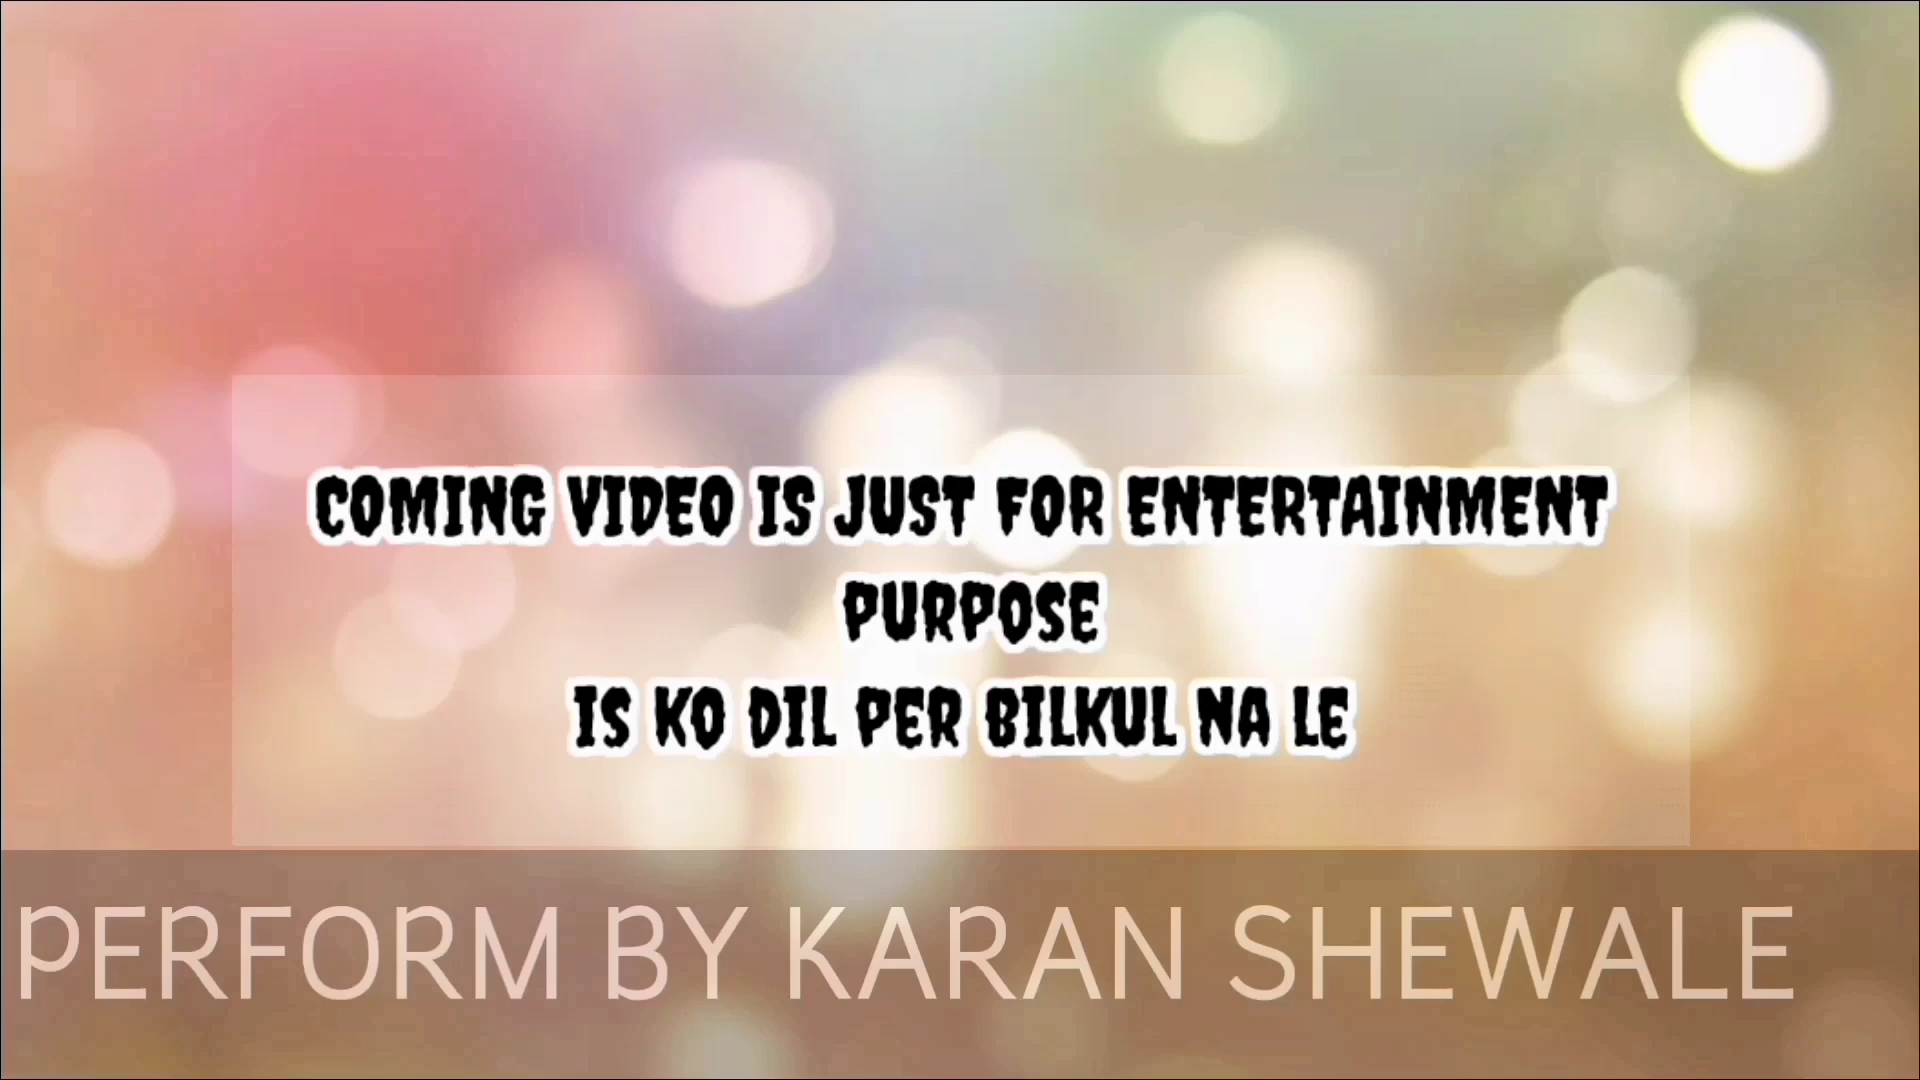 COMING VIDEO IS JUST FOR ENTERTAINMENT
PURPOSE
IS KO DIL PER BILKUL NA LE
PERFORM BY KARAN SHEWALE